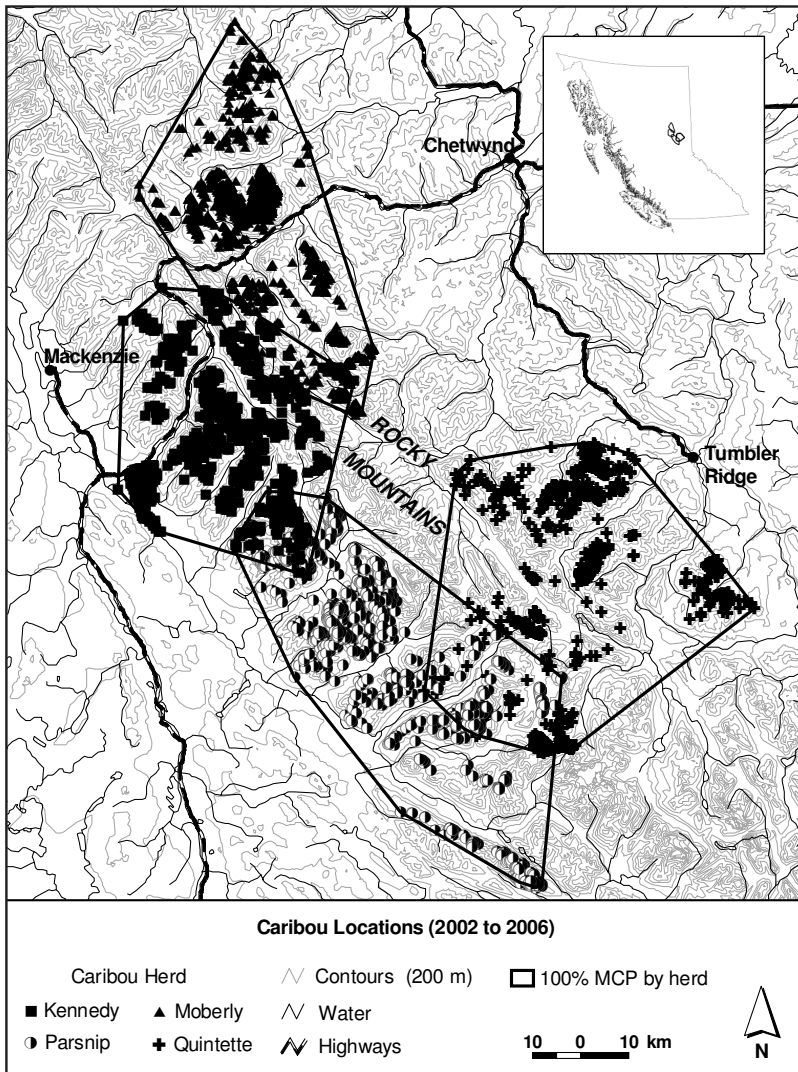 Chetwynd
Mackenzie
ROCKY
MOUNTAINS
Tumbler
Ridge
Caribou Locations (2002 to 2006)
Caribou Herd
Contours (200 m)
100% MCP by herd
Kennedy
Moberly
Water
Parsnip
Quintette
Highways
10 0 10 km
N